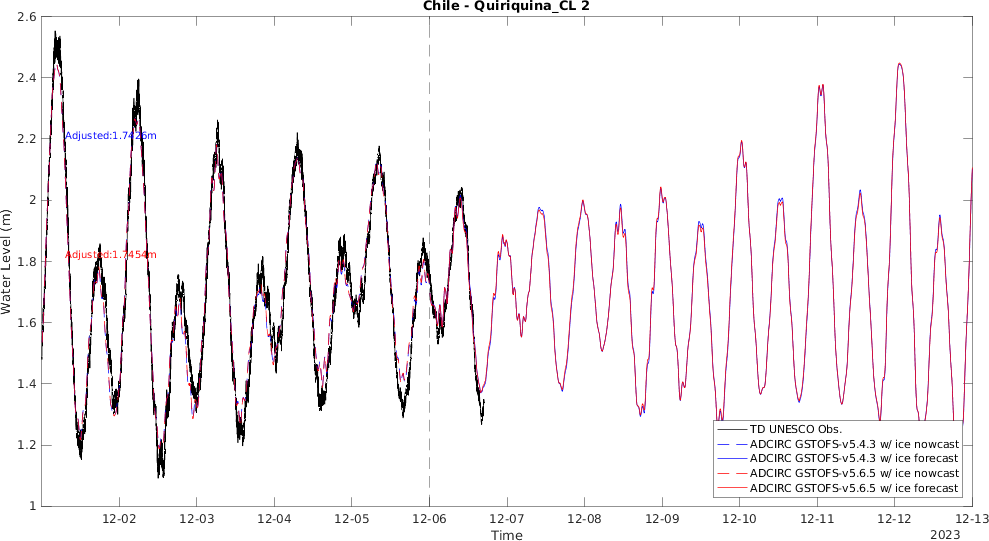 Chile - Quiriquina_CL 2
2.6
2.4
2.2
2
1.8
1.6
1.4
1.2
1
Water Level (m)
Adjusted:1.7426m
Adjusted:1.7454m
TD UNESCO Obs.
ADCIRC GSTOFS-v5.4.3 w/ ice nowcast
ADCIRC GSTOFS-v5.4.3 w/ ice forecast
ADCIRC GSTOFS-v5.6.5 w/ ice nowcast
ADCIRC GSTOFS-v5.6.5 w/ ice forecast
12-02 12-03 12-04 12-05 12-06 12-07 12-08 12-09 12-10 12-11 12-12 12-13
Time
2023